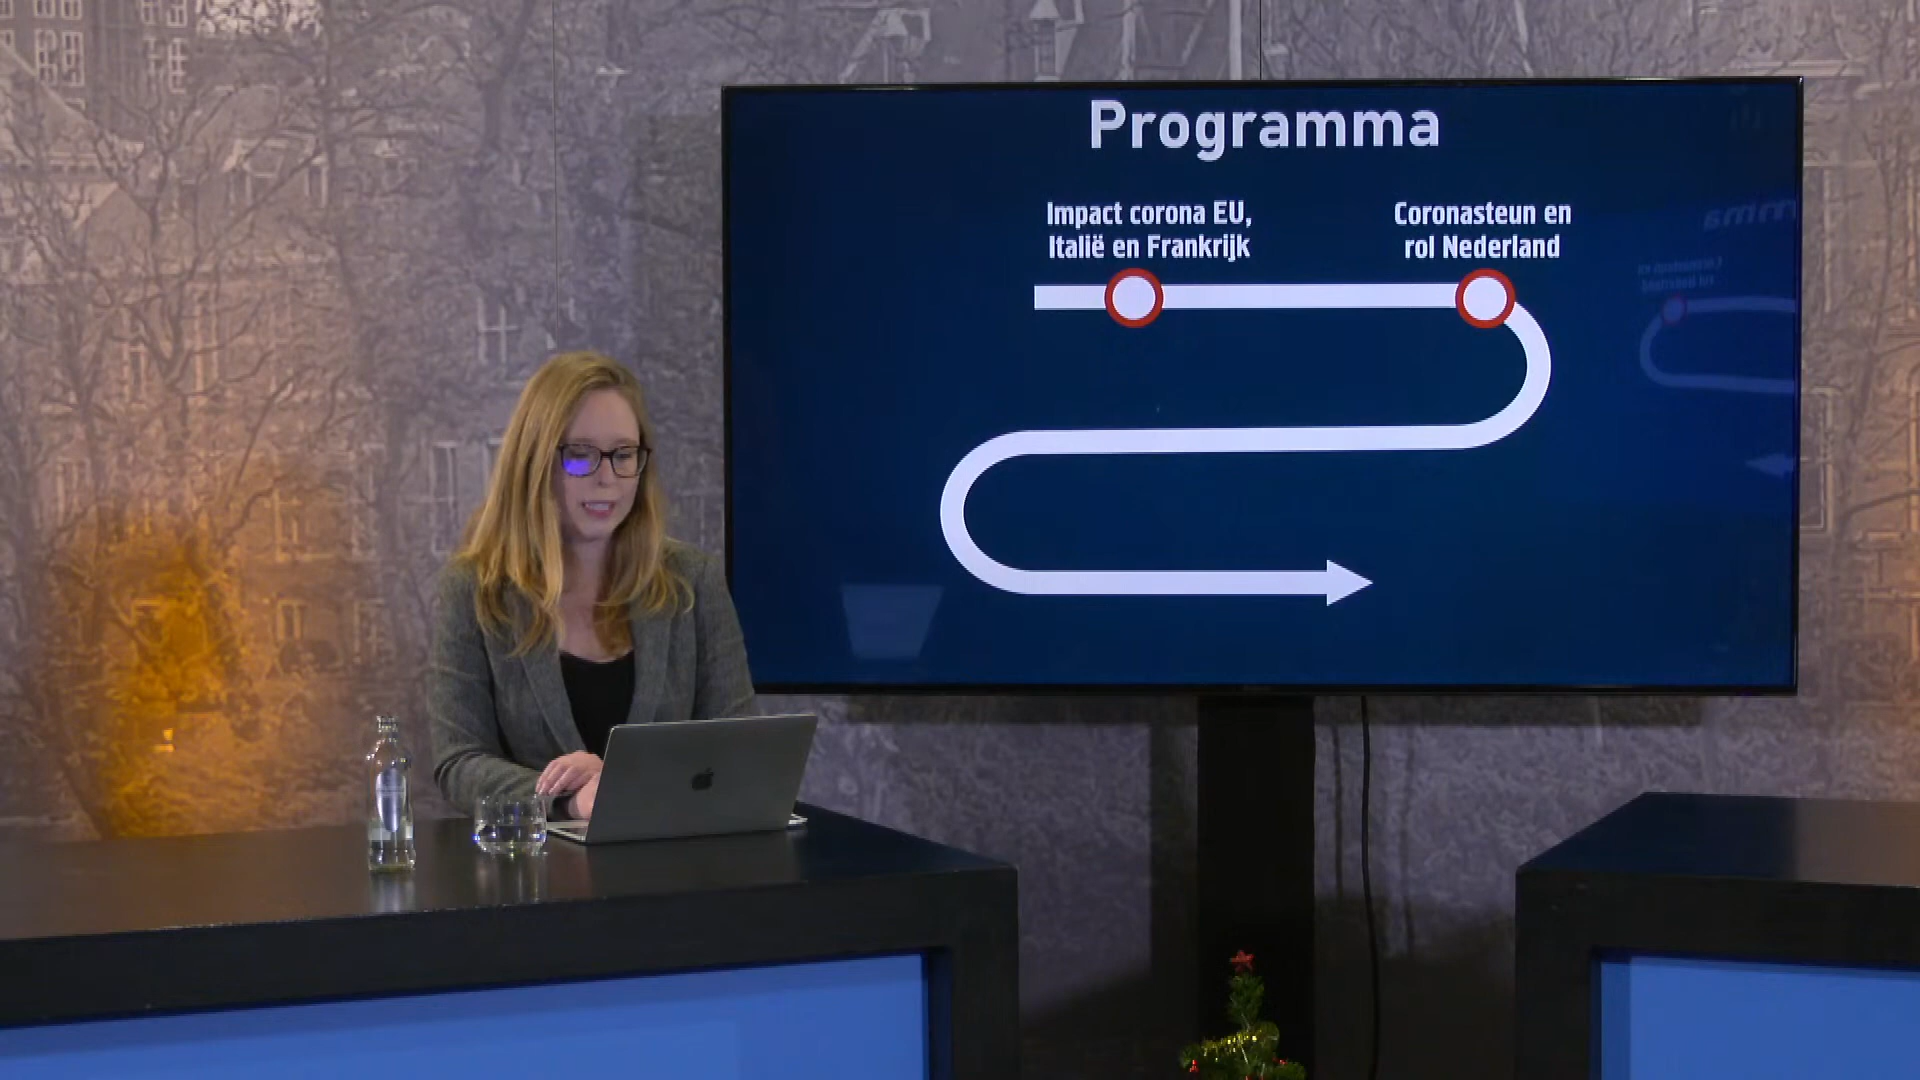 Programma
Impact corona EU,
Italië en Frankrijk
Coronasteun en
rol Nederland